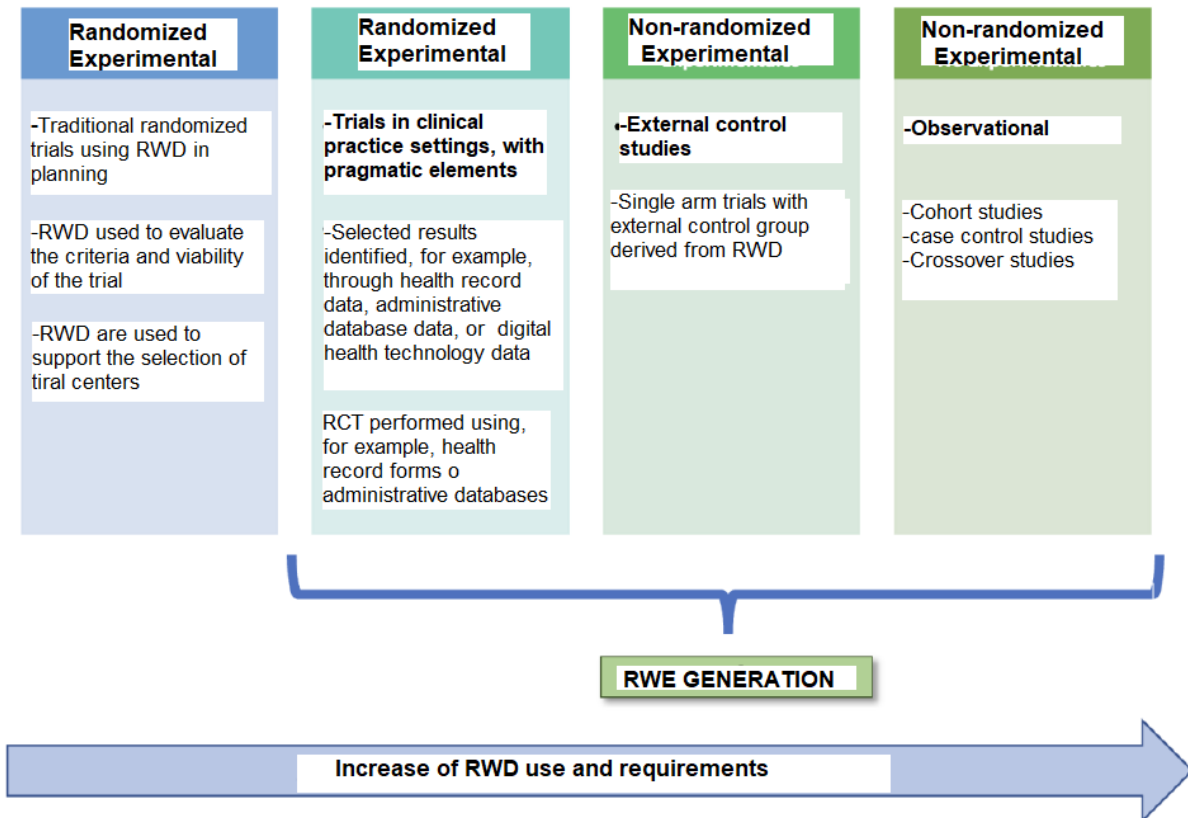 Randomized
Experimental
-Traditional randomized
trials using RWD in
planning
-RWD used to evaluate
the criteria and viability
of the trial
-RWD are used to
support the selection of
tiral centers
Randomized
Experimental
-Trials in clinical
practice settings, with
pragmatic elements
-Selected results
identified, for example,
through health record
data, administrative
database data, or digital
health technology data
RCT performed using,
for example, health
record forms o
administrative databases
Non-randomized
Experimental
•-External control
studies
-Single arm trials with
external control group
derived from RWD
Non-randomized
Experimental
-Observational
-Cohort studies
-case control studies
-Crossover studies
RWE GENERATION
Increase of RWD use and requirements